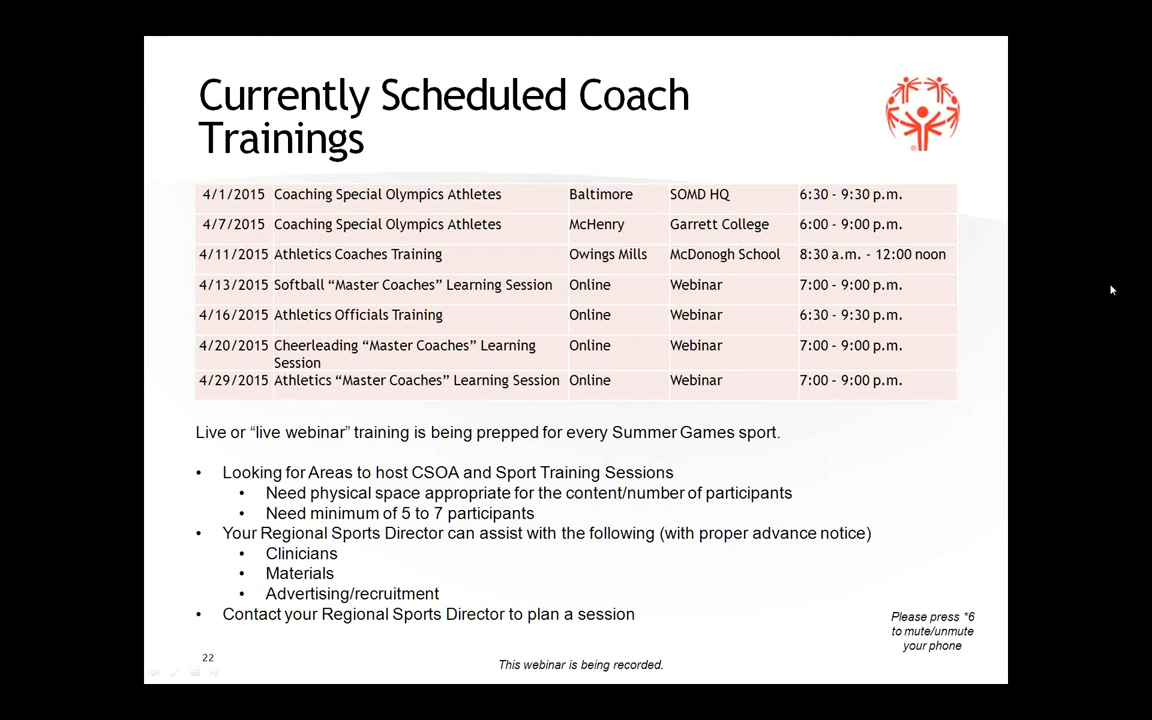 Currently Scheduled Coach
Trainings
4/1/2015 Coaching Special Olympics Athletes Baltimore SOMD HQ 6:30 - 9:30 p.m.
4/7/2015 Coaching Special Olympics Athletes McHenry Garrett College 6:00 - 9:00 p.m.
4/11/2015 Athletics Coaches Training Owings Mills McDonogh School 8:30 a.m. - 12:00 noon
4/13/2015 Softball “Master Coaches” Learning Session Online Webinar 7:00 - 9:00 p.m.
4/16/2015 Athletics Officials Training Online Webinar 6:30 - 9:30 p.m.
4/20/2015 Cheerleading “Master Coaches” Learning Online Webinar 7:00 - 9:00 p.m.
Session
4/29/2015 Athletics “Master Coaches” Learning Session Online Webinar 7:00 - 9:00 p.m.
Live or “live webinar” training is being prepped for every Summer Games sport.
• Looking for Areas to host CSOA and Sport Training Sessions
• Need physical space appropriate for the content/number of participants
• Need minimum of 5 to 7 participants
• Your Regional Sports Director can assist with the following (with proper advance notice)
• Clinicians
• Materials
• Advertising/recruitment
• Contact your Regional Sports Director to plan a session
Please press *6
to mute/unmute
your phone
22
This webinar is being recorded.